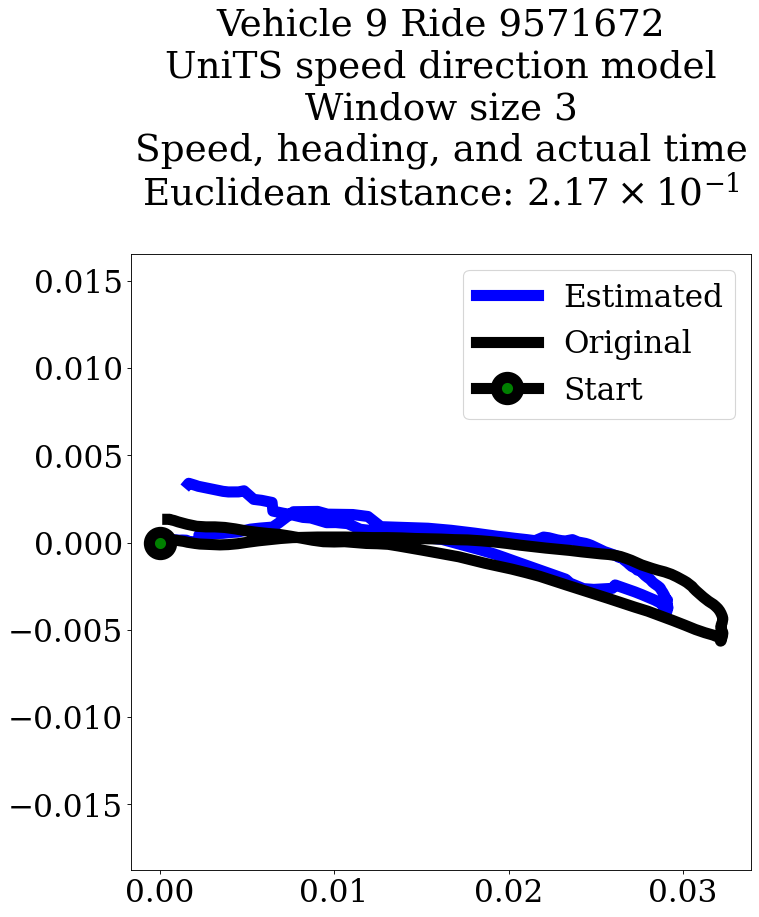 Vehicle 9 Ride 9571672
UniTS speed direction model
Window size 3
Speed, heading, and actual time
Euclidean distance: 2.17 × 10⁻¹
Estimated
Original
Start
0.015
0.010
0.005
0.000
−0.005
−0.010
−0.015
0.00 0.01 0.02 0.03